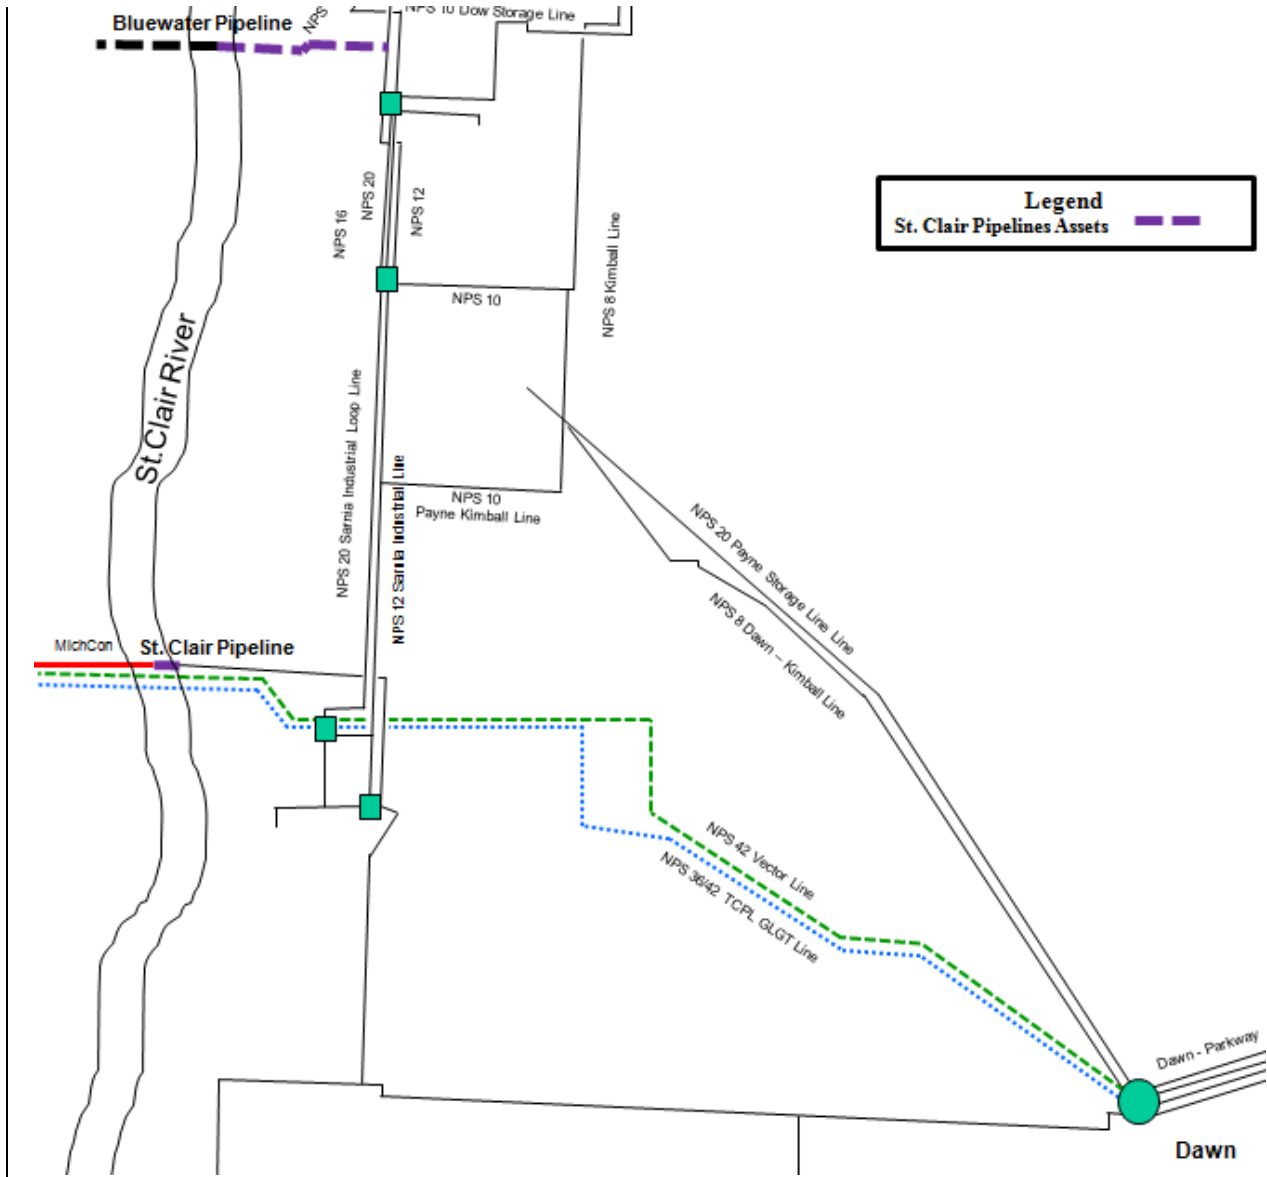 NPS 10 Dow Storage Line
Bluewater Pipeline
NPS
NPS 20
NPS 16
NPS 12
Legend
St. Clair Pipelines Assets
NPS 8 Kimball Line
NPS 10
St.Clair River
NPS 20 Sarnia Industrial Loop Line
NPS 12 Sarnia Industrial Line
NPS 10
Payne Kimball Line
NPS 20 Payne Storage Line Line
NPS 8 Dawn – Kimball Line
MichCon
St. Clair Pipeline
NPS 42 Vector Line
NPS 36/42 TCPL GLGT Line
Dawn - Parkway
Dawn